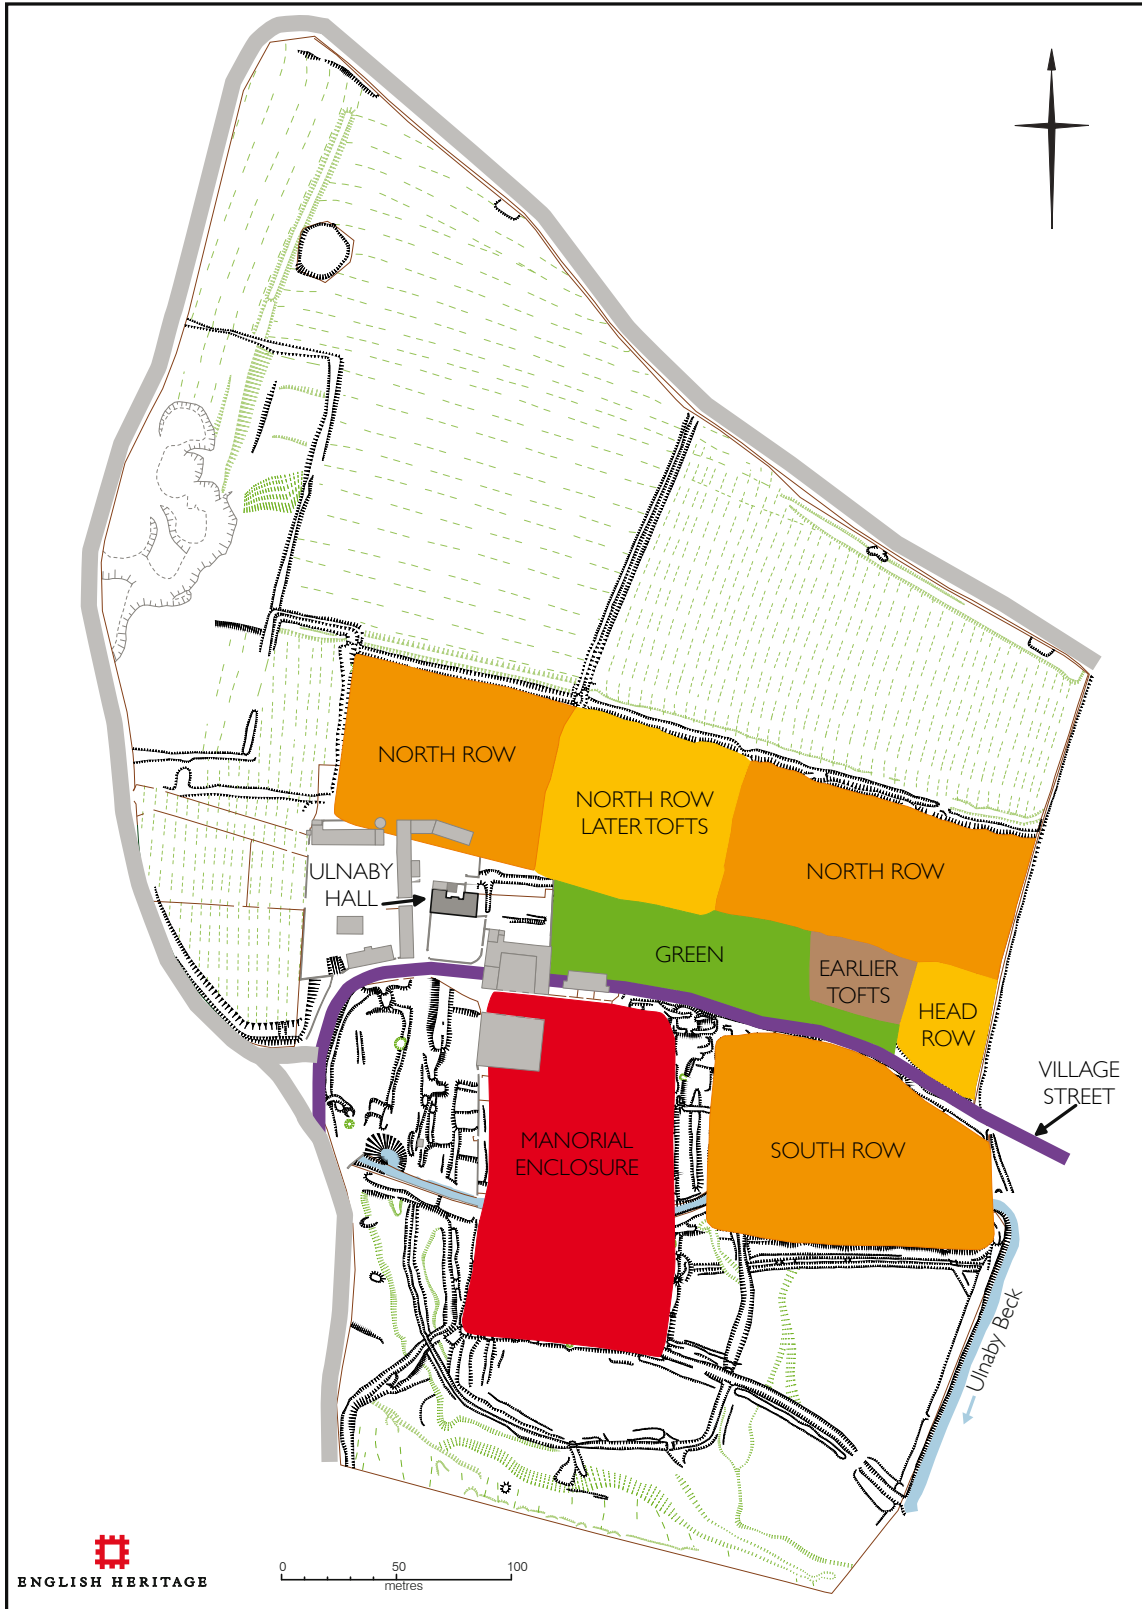 NORTH ROW
NORTH ROW
LATER TOFTS
NORTH ROW
ULNABY
HALL
GREEN
EARLIER
TOFTS
HEAD
ROW
VILLAGE
STREET
MANORIAL
ENCLOSURE
SOUTH ROW
Ulnaby Beck
0 50 100
metres
ENGLISH HERITAGE